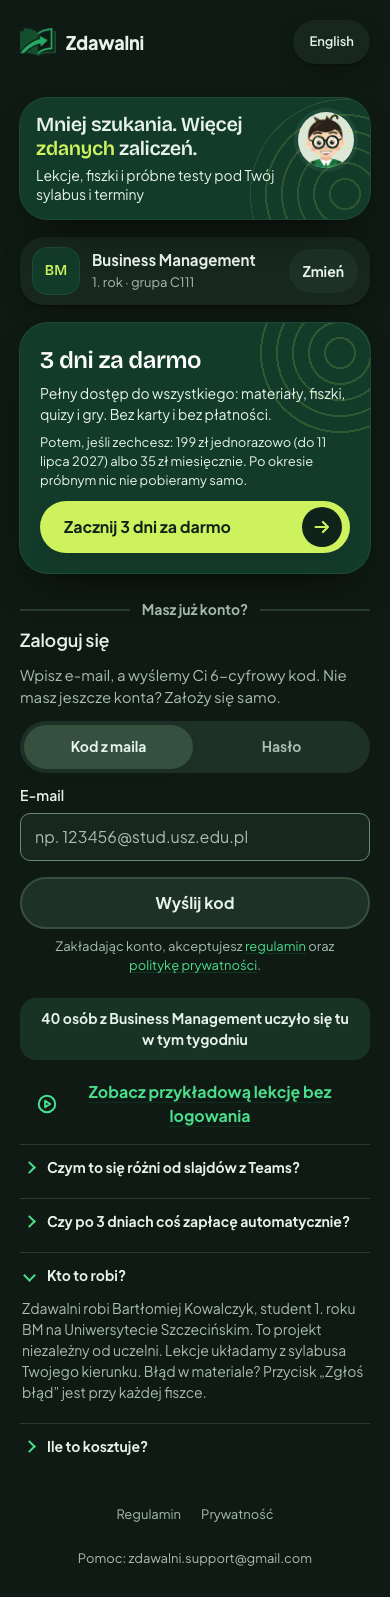 Zdawalni
English
Mniej szukania. Więcej
zdanych zaliczeń.
Lekcje, fiszki i próbne testy pod Twój
sylabus i terminy
BM
Business Management
1. rok · grupa C111
Zmień
3 dni za darmo
Pełny dostęp do wszystkiego: materiały, fiszki,
quizy i gry. Bez karty i bez płatności.
Potem, jeśli zechcesz: 199 zł jednorazowo (do 11
lipca 2027) albo 35 zł miesięcznie. Po okresie
próbnym nic nie pobieramy samo.
Zacznij 3 dni za darmo
Masz już konto?
Zaloguj się
Wpisz e-mail, a wyślemy Ci 6–cyfrowy kod. Nie
masz jeszcze konta? Założy się samo.
Kod z maila
Hasło
E-mail
np. 123456@stud.usz.edu.pl
Wyślij kod
Zakładając konto, akceptujesz regulamin oraz
politykę prywatności.
40 osób z Business Management uczyło się tu
w tym tygodniu
Zobacz przykładową lekcję bez
logowania
Czym to się różni od slajdów z Teams?
Czy po 3 dniach coś zapłacę automatycznie?
Kto to robi?
Zdawalni robi Bartłomiej Kowalczyk, student 1. roku
BM na Uniwersytecie Szczecińskim. To projekt
niezależny od uczelni. Lekcje układamy z sylabusa
Twojego kierunku. Błąd w materiale? Przycisk „Zgłoś
błąd” jest przy każdej fiszce.
Ile to kosztuje?
Regulamin
Prywatność
Pomoc: zdawalni.support@gmail.com